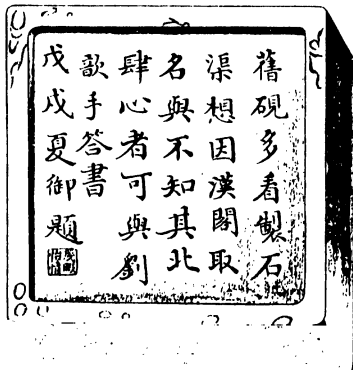 舊硯多看製石
渠想因漢閣取
名與不知其北
肆心者可與劉
歆手答書
戊戌夏御題